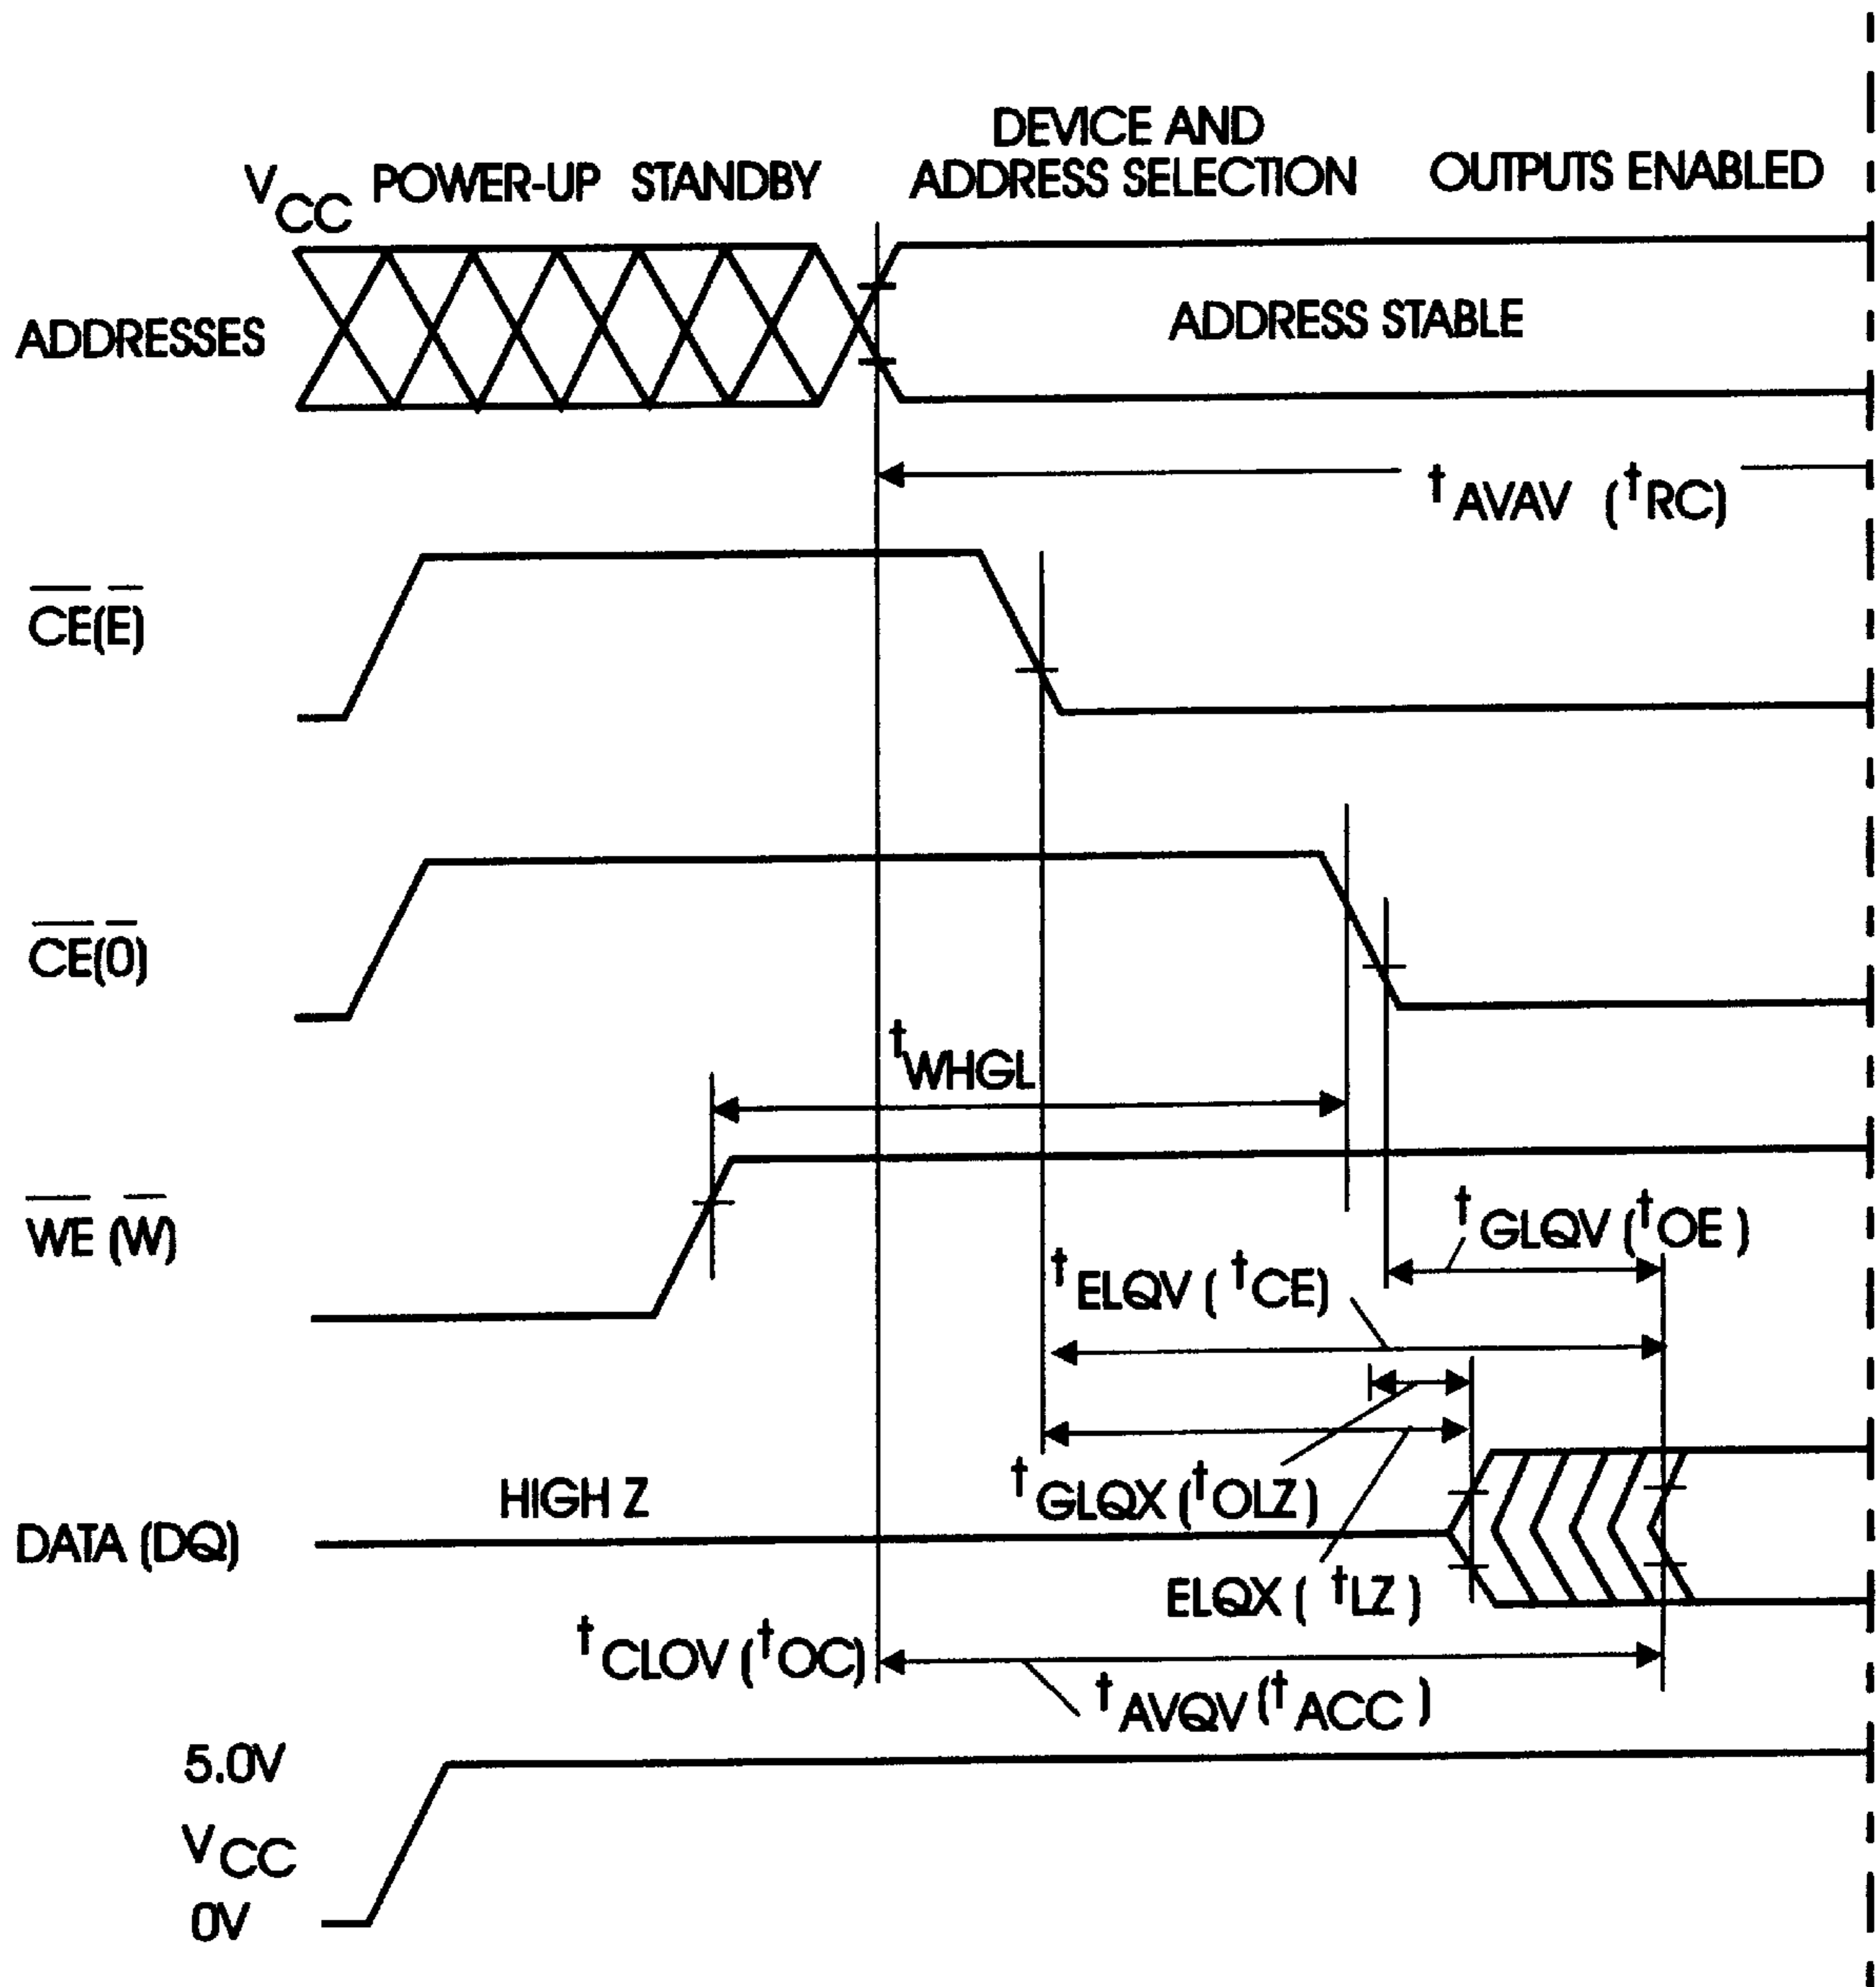 DEVICE AND
VCC POWER-UP STANDBY ADDRESS SELECTION OUTPUTS ENABLED
ADDRESSES
ADDRESS STABLE
tAVAV (tRC)
CE(E)
CE(0)
tWHGL
WE (W)
tGLQV (tOE)
tELQV (tCE)
tGLQX (tOLZ)
HIGH Z
DATA (DQ)
ELQX (tLZ)
tCLOV (tOC)
tAVQV (tACC)
5.0V
VCC
0V